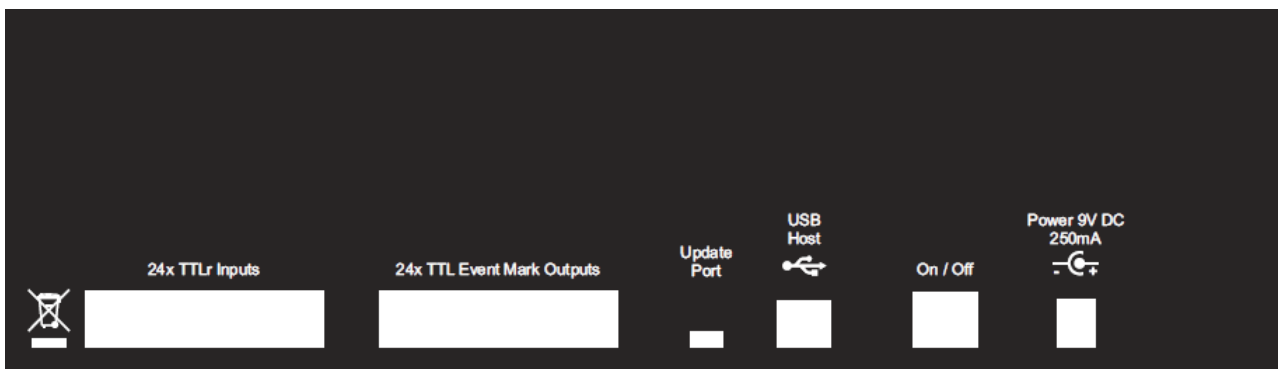 24x TTLr Inputs
24x TTL Event Mark Outputs
Update
Port
USB
Host
On / Off
Power 9V DC
250mA
- +